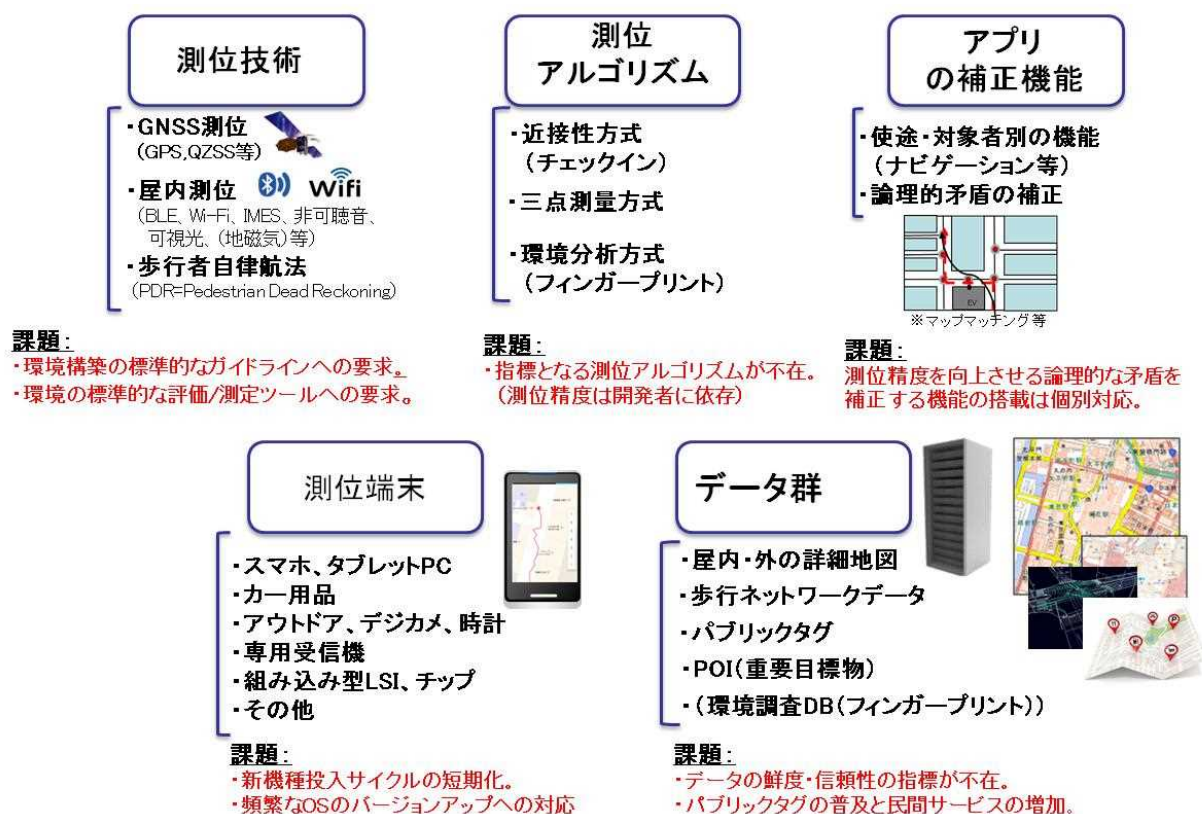 測位技術
・GNSS測位
(GPS,QZSS等)
・屋内測位 WiFi
(BLE、Wi-Fi、IMES、非可聴音、
可視光、(地磁気)等)
・歩行者自律航法
(PDR=Pedestrian Dead Reckoning)
課題:
・環境構築の標準的なガイドラインへの要求。
・環境の標準的な評価/測定ツールへの要求。
測位
アルゴリズム
・近接性方式
(チェックイン)
・三点測量方式
・環境分析方式
(フィンガープリント)
課題:
・指標となる測位アルゴリズムが不在。
(測位精度は開発者に依存)
アプリ
の補正機能
・使途・対象者別の機能
(ナビゲーション等)
・論理的矛盾の補正
EV
※マップマッチング等
課題:
測位精度を向上させる論理的な矛盾を
補正する機能の搭載は個別対応。
測位端末
・スマホ、タブレットPC
・カー用品
・アウトドア、デジカメ、時計
・専用受信機
・組み込み型LSI、チップ
・その他
課題:
・新機種投入サイクルの短期化。
・頻繁なOSのバージョンアップへの対応
データ群
・屋内・外の詳細地図
・歩行ネットワークデータ
・パブリックタグ
・POI(重要目標物)
・(環境調査DB(フィンガープリント))
課題:
・データの鮮度・信頼性の指標が不在。
・パブリックタグの普及と民間サービスの増加。